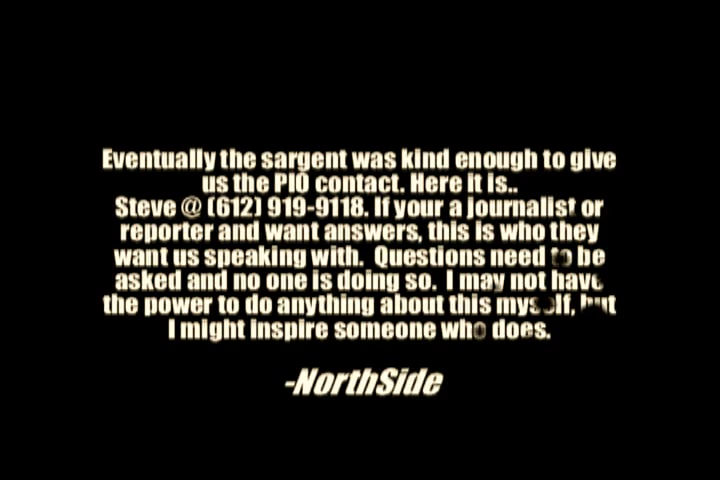 Eventually the sargent was kind enough to give
us the PIO contact. Here it is..
Steve @ (612) 919-9118. If your a journalist or
reporter and want answers, this is who they
want us speaking with. Questions need to be
asked and no one is doing so. I may not have
the power to do anything about this myself, but
I might inspire someone who does.
-NorthSide